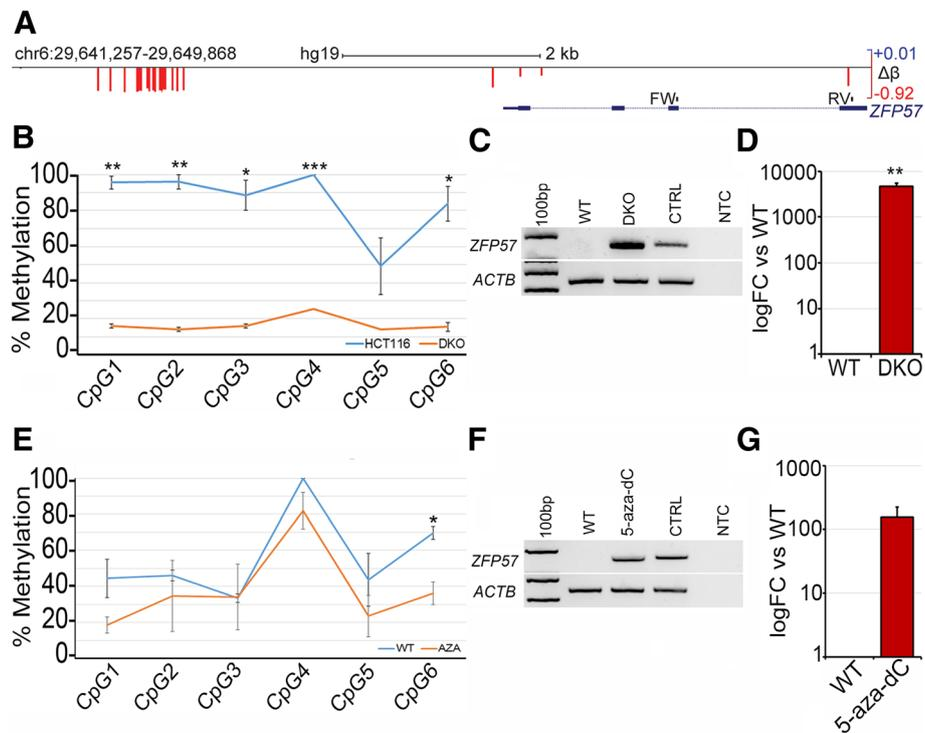 A
chr6:29,641,257-29,649,868
hg19
2 kb
+0.01
Δβ
-0.92
FW
RV
ZFP57
B
% Methylation
100
80
60
40
20
0
** ** * *** *
HCT116 DKO
CpG1 CpG2 CpG3 CpG4 CpG5 CpG6
C
100bp WT DKO CTRL NTC
ZFP57
ACTB
D
logFC vs WT
10000
1000
100
10
1
**
WT DKO
E
% Methylation
100
80
60
40
20
0
*
WT AZA
CpG1 CpG2 CpG3 CpG4 CpG5 CpG6
F
100bp WT 5-aza-dC CTRL NTC
ZFP57
ACTB
G
logFC vs WT
1000
100
10
1
WT 5-aza-dC